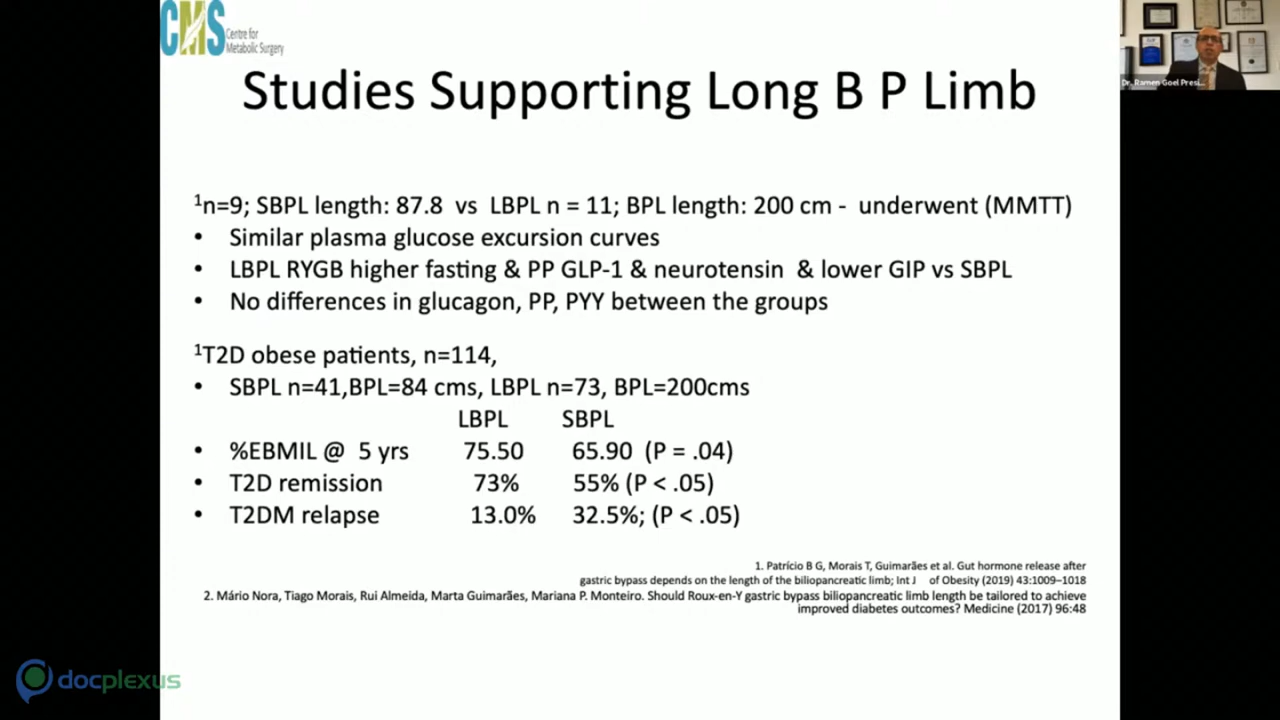 CMS Centre for
Metabolic Surgery
Dr. Ramen Goel Presi...
Studies Supporting Long B P Limb
¹n=9; SBPL length: 87.8 vs LBPL n = 11; BPL length: 200 cm - underwent (MMTT)
• Similar plasma glucose excursion curves
• LBPL RYGB higher fasting & PP GLP-1 & neurotensin & lower GIP vs SBPL
• No differences in glucagon, PP, PYY between the groups
¹T2D obese patients, n=114,
• SBPL n=41,BPL=84 cms, LBPL n=73, BPL=200cms
LBPL SBPL
• %EBMIL @ 5 yrs 75.50 65.90 (P = .04)
• T2D remission 73% 55% (P < .05)
• T2DM relapse 13.0% 32.5%; (P < .05)
1. Patrício B G, Morais T, Guimarães et al. Gut hormone release after
gastric bypass depends on the length of the biliopancreatic limb; Int J of Obesity (2019) 43:1009–1018
2. Mário Nora, Tiago Morais, Rui Almeida, Marta Guimarães, Mariana P. Monteiro. Should Roux-en-Y gastric bypass biliopancreatic limb length be tailored to achieve
improved diabetes outcomes? Medicine (2017) 96:48
docplexus